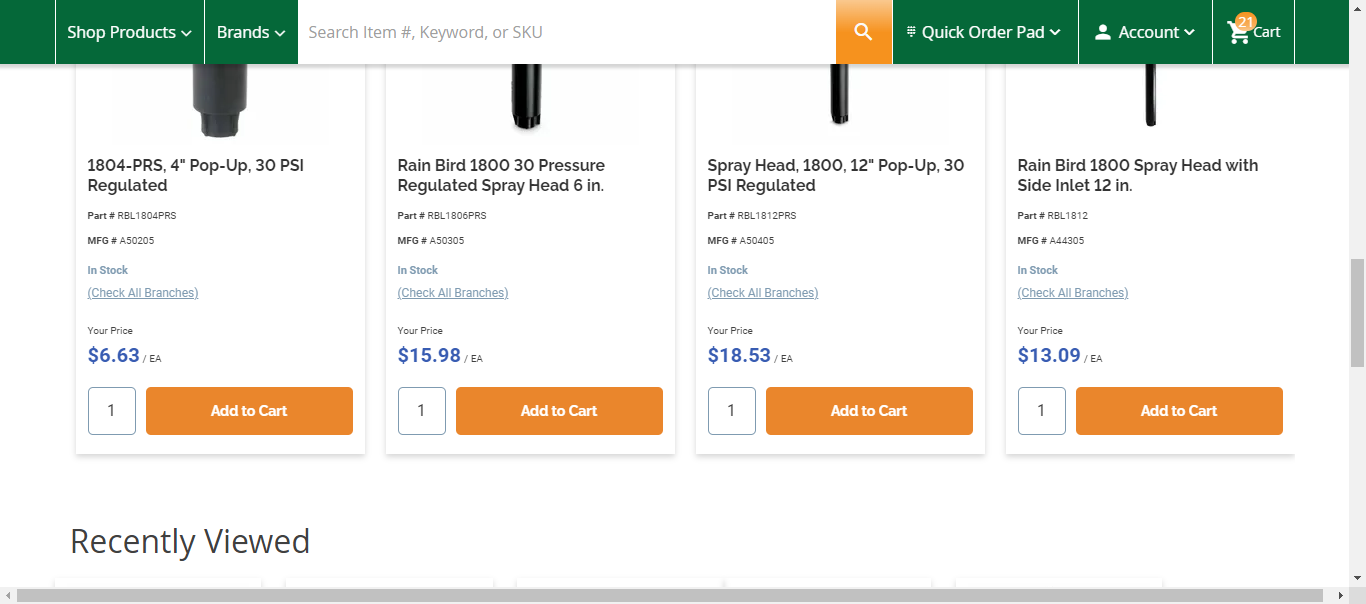 Shop Products
Brands
Search Item #, Keyword, or SKU
Quick Order Pad
Account
21
Cart
1804-PRS, 4" Pop-Up, 30 PSI
Regulated
Part # RBL1804PRS
MFG # A50205
In Stock
(Check All Branches)
Your Price
$6.63 / EA
1
Add to Cart
Rain Bird 1800 30 Pressure
Regulated Spray Head 6 in.
Part # RBL1806PRS
MFG # A50305
In Stock
(Check All Branches)
Your Price
$15.98 / EA
1
Add to Cart
Spray Head, 1800, 12" Pop-Up, 30
PSI Regulated
Part # RBL1812PRS
MFG # A50405
In Stock
(Check All Branches)
Your Price
$18.53 / EA
1
Add to Cart
Rain Bird 1800 Spray Head with
Side Inlet 12 in.
Part # RBL1812
MFG # A44305
In Stock
(Check All Branches)
Your Price
$13.09 / EA
1
Add to Cart
Recently Viewed